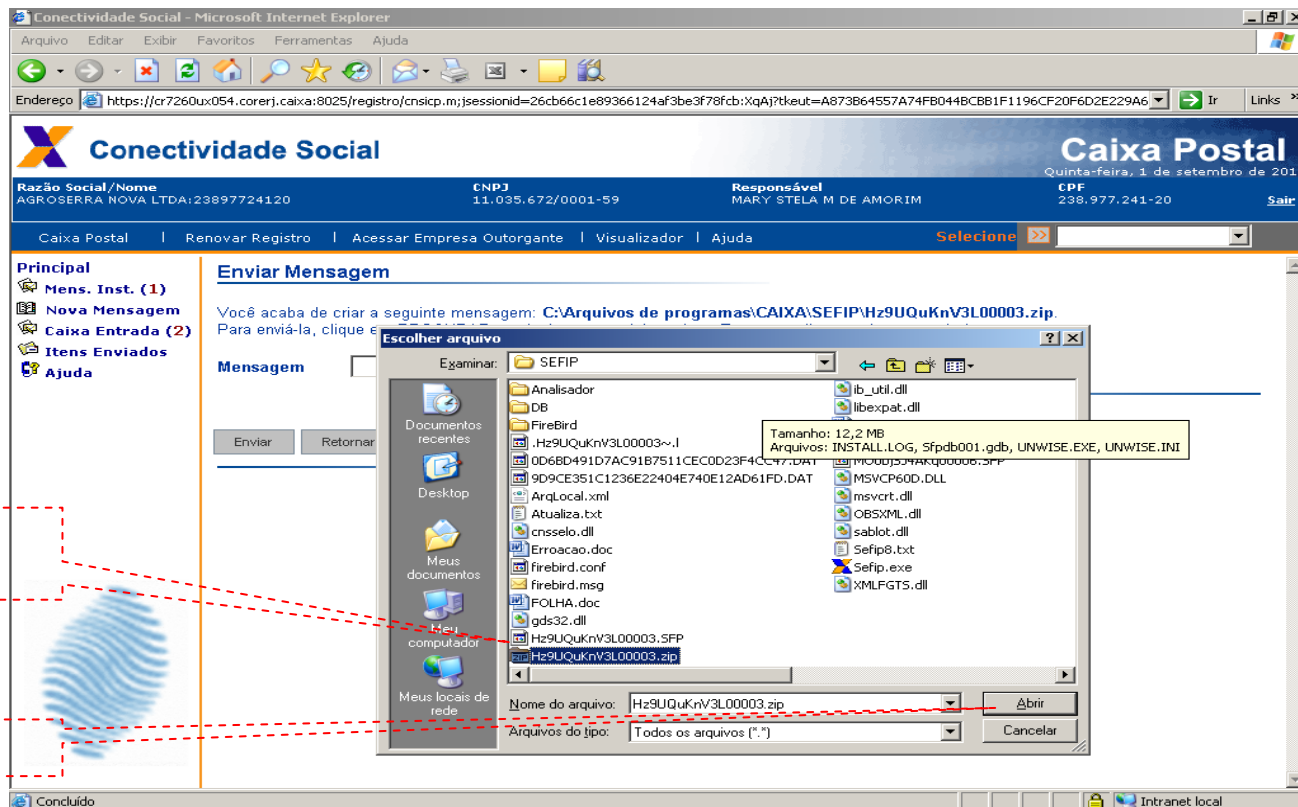 Conectividade Social - Microsoft Internet Explorer
Arquivo Editar Exibir Favoritos Ferramentas Ajuda
Endereço https://cr7260ux054.corerj.caixa:8025/registro/cnsicp.m;jsessionid=26cb66c1e89366124af3be3f78fcb:XqAj?tkeut=A873B64557A74FB044BCBB1F1196CF20F6D2E229A6 Ir Links »
Conectividade Social
Caixa Postal
Quinta-feira, 1 de setembro de 201
Razão Social/Nome CNPJ Responsável CPF
AGROSERRA NOVA LTDA:23897724120 11.035.672/0001-59 MARY STELA M DE AMORIM 238.977.241-20 Sair
Caixa Postal | Renovar Registro | Acessar Empresa Outorgante | Visualizador | Ajuda Selecione
Principal
Mens. Inst. (1)
Nova Mensagem
Caixa Entrada (2)
Itens Enviados
Ajuda
Enviar Mensagem
Você acaba de criar a seguinte mensagem: C:\Arquivos de programas\CAIXA\SEFIP\Hz9UQuKnV3L00003.zip.
Para enviá-la, clique
Mensagem
Enviar Retornar
Escolher arquivo
Examinar: SEFIP
Documentos recentes
Desktop
Meus documentos
Meu computador
Meus locais de rede
Analisador
DB
FireBird
.Hz9UQuKnV3L00003~.l
0D6BD491D7AC91B7511CEC0D23F4CC47.DAT
9D9CE351C1236E22404E740E12AD61FD.DAT
ArqLocal.xml
Atualiza.txt
cnsselo.dll
Erroacao.doc
firebird.conf
firebird.msg
FOLHA.doc
gds32.dll
Hz9UQuKnV3L00003.SFP
Hz9UQuKnV3L00003.zip
ib_util.dll
libexpat.dll
MSVCP60D.DLL
msvcrt.dll
OBSXML.dll
sablot.dll
Sefip8.txt
Sefip.exe
XMLFGTS.dll
Tamanho: 12,2 MB
Arquivos: INSTALL.LOG, Sfpdb001.gdb, UNWISE.EXE, UNWISE.INI
Nome do arquivo: Hz9UQuKnV3L00003.zip Abrir
Arquivos do tipo: Todos os arquivos (*.*) Cancelar
Concluído Intranet local